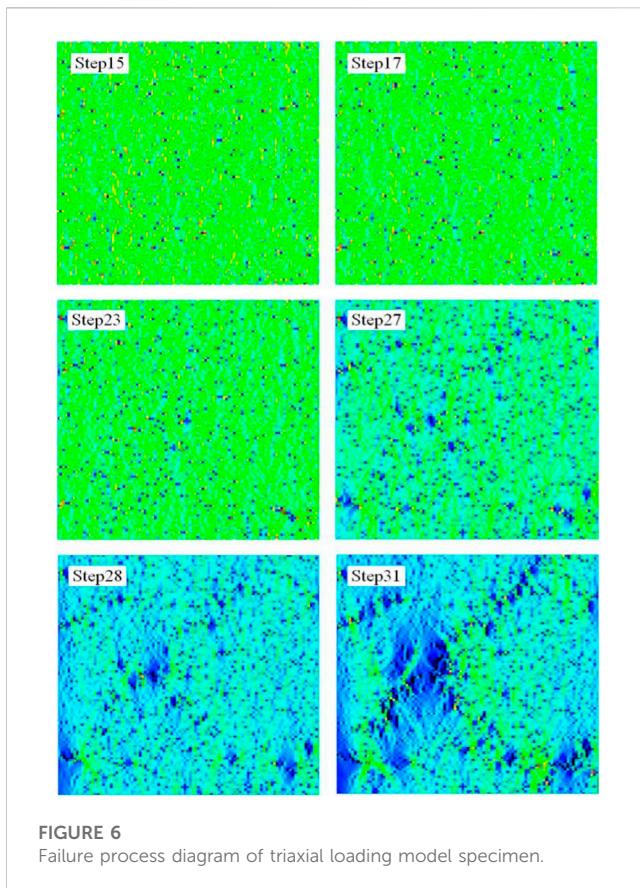 Step15
Step17
Step23
Step27
Step28
Step31
FIGURE 6
Failure process diagram of triaxial loading model specimen.